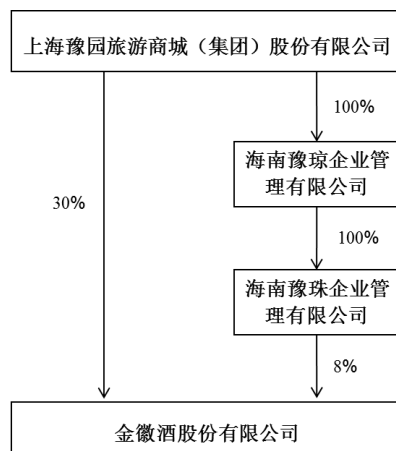 上海豫园旅游商城（集团）股份有限公司
100%
海南豫琼企业管
理有限公司
30%
100%
海南豫珠企业管
理有限公司
8%
金徽酒股份有限公司